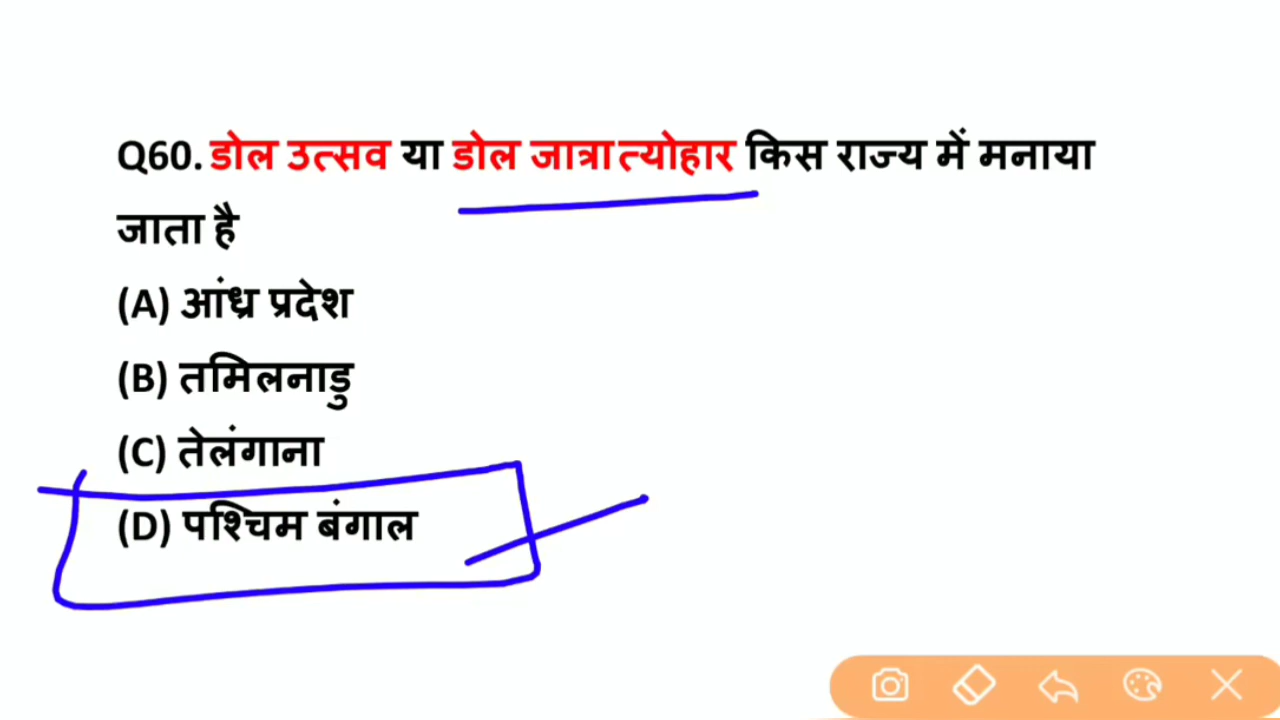 Q60. डोल उत्सव या डोल जात्रा त्योहार किस राज्य में मनाया
जाता है
(A) आंध्र प्रदेश
(B) तमिलनाडु
(C) तेलंगाना
(D) पश्चिम बंगाल